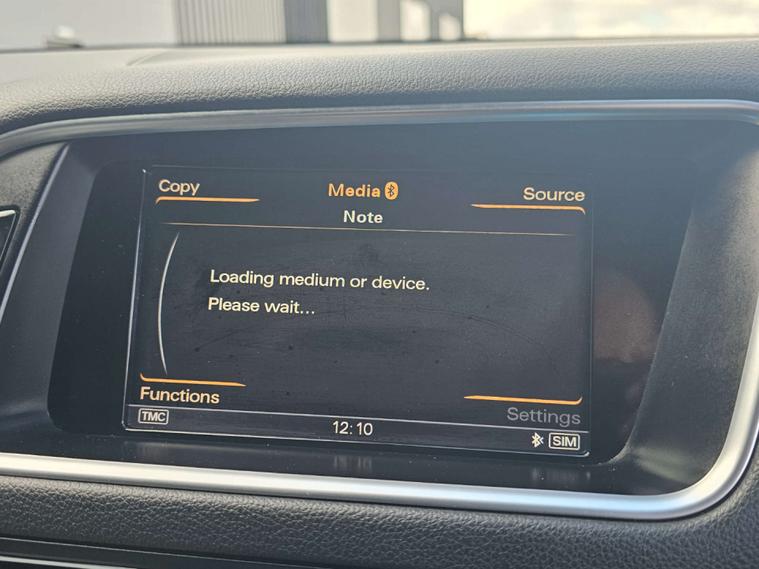 Copy
Media
Source
Note
Loading medium or device.
Please wait...
Functions
Settings
TMC
12:10
SIM